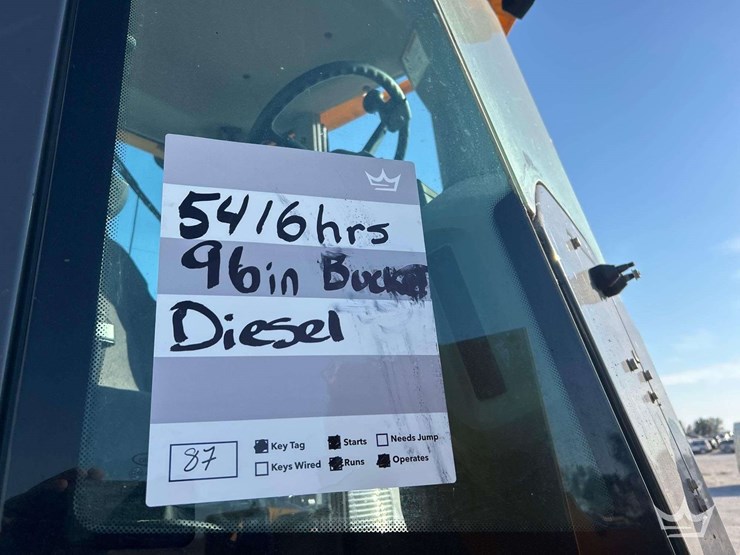 5416hrs
96in Bucket
Diesel
87
Key Tag Starts Needs Jump
Keys Wired Runs Operates